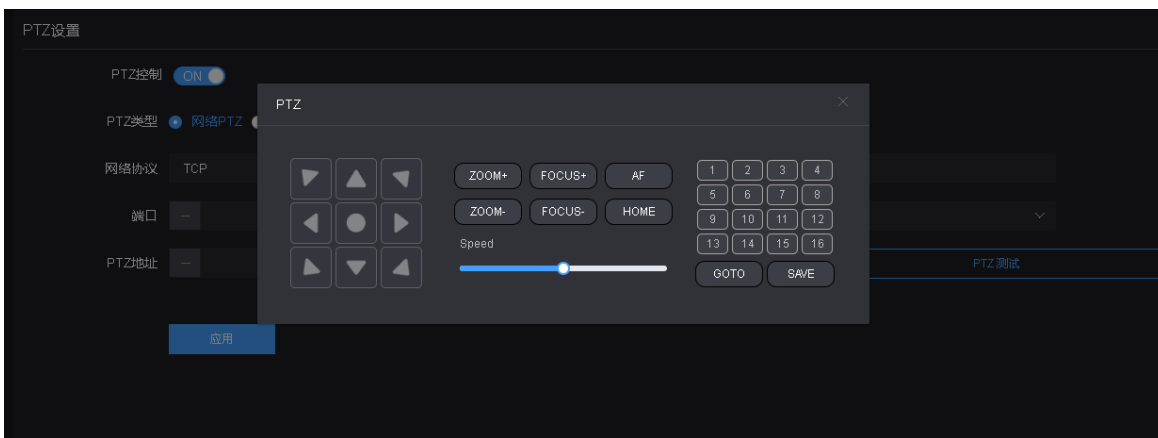 PTZ设置
PTZ控制 ON
PTZ
×
PTZ类型 网络PTZ
网络协议 TCP
ZOOM+ FOCUS+ AF
1 2 3 4
5 6 7 8
端口
ZOOM- FOCUS- HOME
9 10 11 12
Speed
13 14 15 16
PTZ地址
GOTO SAVE
PTZ测试
应用